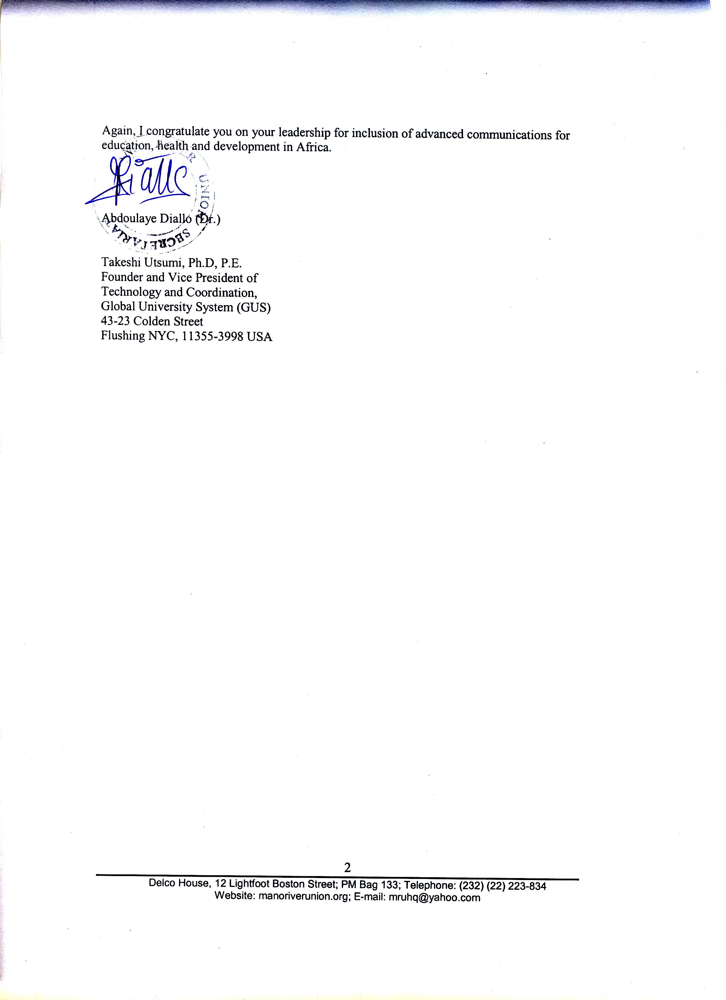 Again, I congratulate you on your leadership for inclusion of advanced communications for
education, health and development in Africa.
Diallo
UNION
SECRETARIAT
Abdoulaye Diallo (Dr.)
Takeshi Utsumi, Ph.D, P.E.
Founder and Vice President of
Technology and Coordination,
Global University System (GUS)
43-23 Colden Street
Flushing NYC, 11355-3998 USA
2
Delco House, 12 Lightfoot Boston Street; PM Bag 133; Telephone: (232) (22) 223-834
Website: manoriverunion.org; E-mail: mruhq@yahoo.com